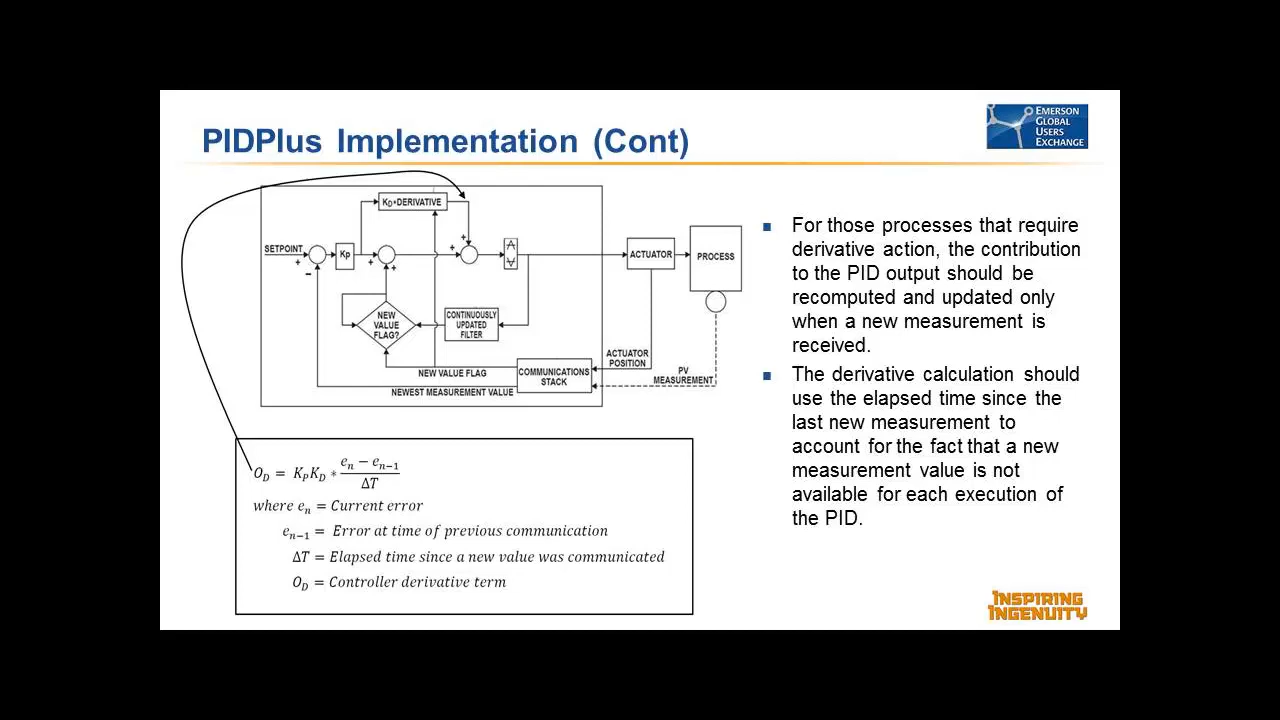 PIDPlus Implementation (Cont)
EMERSON
GLOBAL
USERS
EXCHANGE
K_D*DERIVATIVE
SETPOINT
+
−
Kp
+
+
+
+
ACTUATOR
PROCESS
NEW
VALUE
FLAG?
CONTINUOUSLY
UPDATED
FILTER
COMMUNICATIONS
STACK
ACTUATOR
POSITION
PV
MEASUREMENT
NEW VALUE FLAG
NEWEST MEASUREMENT VALUE
O_D = K_P K_D * (e_n − e_{n−1}) / ΔT
where e_n = Current error
e_{n−1} = Error at time of previous communication
ΔT = Elapsed time since a new value was communicated
O_D = Controller derivative term
For those processes that require
derivative action, the contribution
to the PID output should be
recomputed and updated only
when a new measurement is
received.
The derivative calculation should
use the elapsed time since the
last new measurement to
account for the fact that a new
measurement value is not
available for each execution of
the PID.
INSPIRING
INGENUITY